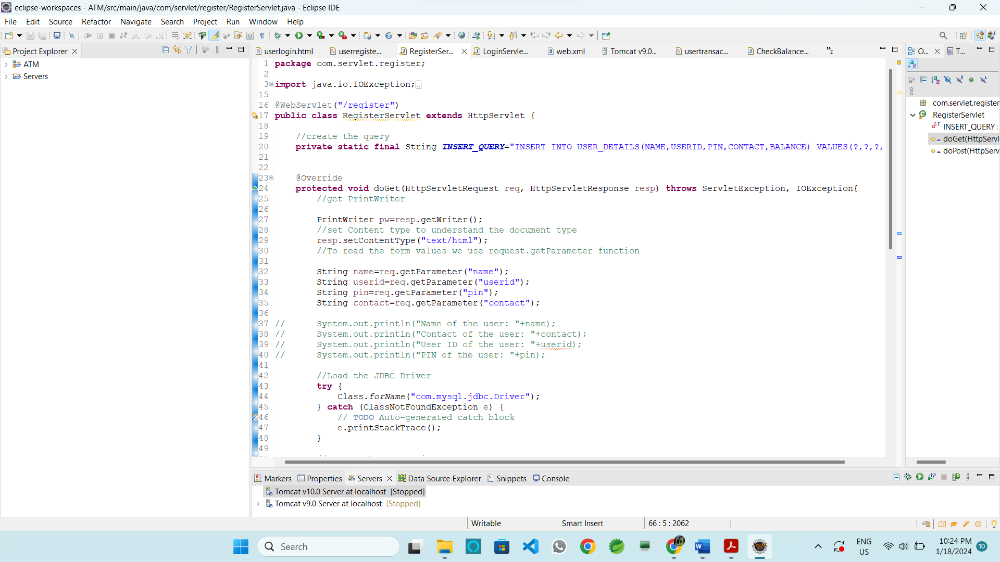 eclipse-workspaces - ATM/src/main/java/com/servlet/register/RegisterServlet.java - Eclipse IDE
File Edit Source Refactor Navigate Search Project Run Window Help
Project Explorer
ATM
Servers
userlogin.html userregiste... RegisterSer... LoginServle... web.xml Tomcat v9.0... usertransac... CheckBalance... »2
1 package com.servlet.register;
2
3 import java.io.IOException;
15
16 @WebServlet("/register")
17 public class RegisterServlet extends HttpServlet {
18
19 //create the query
20 private static final String INSERT_QUERY="INSERT INTO USER_DETAILS(NAME,USERID,PIN,CONTACT,BALANCE) VALUES(?,?,?,
21
22
23 @Override
24 protected void doGet(HttpServletRequest req, HttpServletResponse resp) throws ServletException, IOException{
25 //get PrintWriter
26
27 PrintWriter pw=resp.getWriter();
28 //set Content type to understand the document type
29 resp.setContentType("text/html");
30 //To read the form values we use request.getParameter function
31
32 String name=req.getParameter("name");
33 String userid=req.getParameter("userid");
34 String pin=req.getParameter("pin");
35 String contact=req.getParameter("contact");
36
37 // System.out.println("Name of the user: "+name);
38 // System.out.println("Contact of the user: "+contact);
39 // System.out.println("User ID of the user: "+userid);
40 // System.out.println("PIN of the user: "+pin);
41
42 //Load the JDBC Driver
43 try {
44 Class.forName("com.mysql.jdbc.Driver");
45 } catch (ClassNotFoundException e) {
46 // TODO Auto-generated catch block
47 e.printStackTrace();
48 }
49
O... T...
com.servlet.register
RegisterServlet
INSERT_QUERY :
doGet(HttpServl
doPost(HttpServ
Markers Properties Servers Data Source Explorer Snippets Console
Tomcat v10.0 Server at localhost [Stopped]
Tomcat v9.0 Server at localhost [Stopped]
Writable Smart Insert 66 : 5 : 2062
Search
ENG
US
10:24 PM
1/18/2024
10